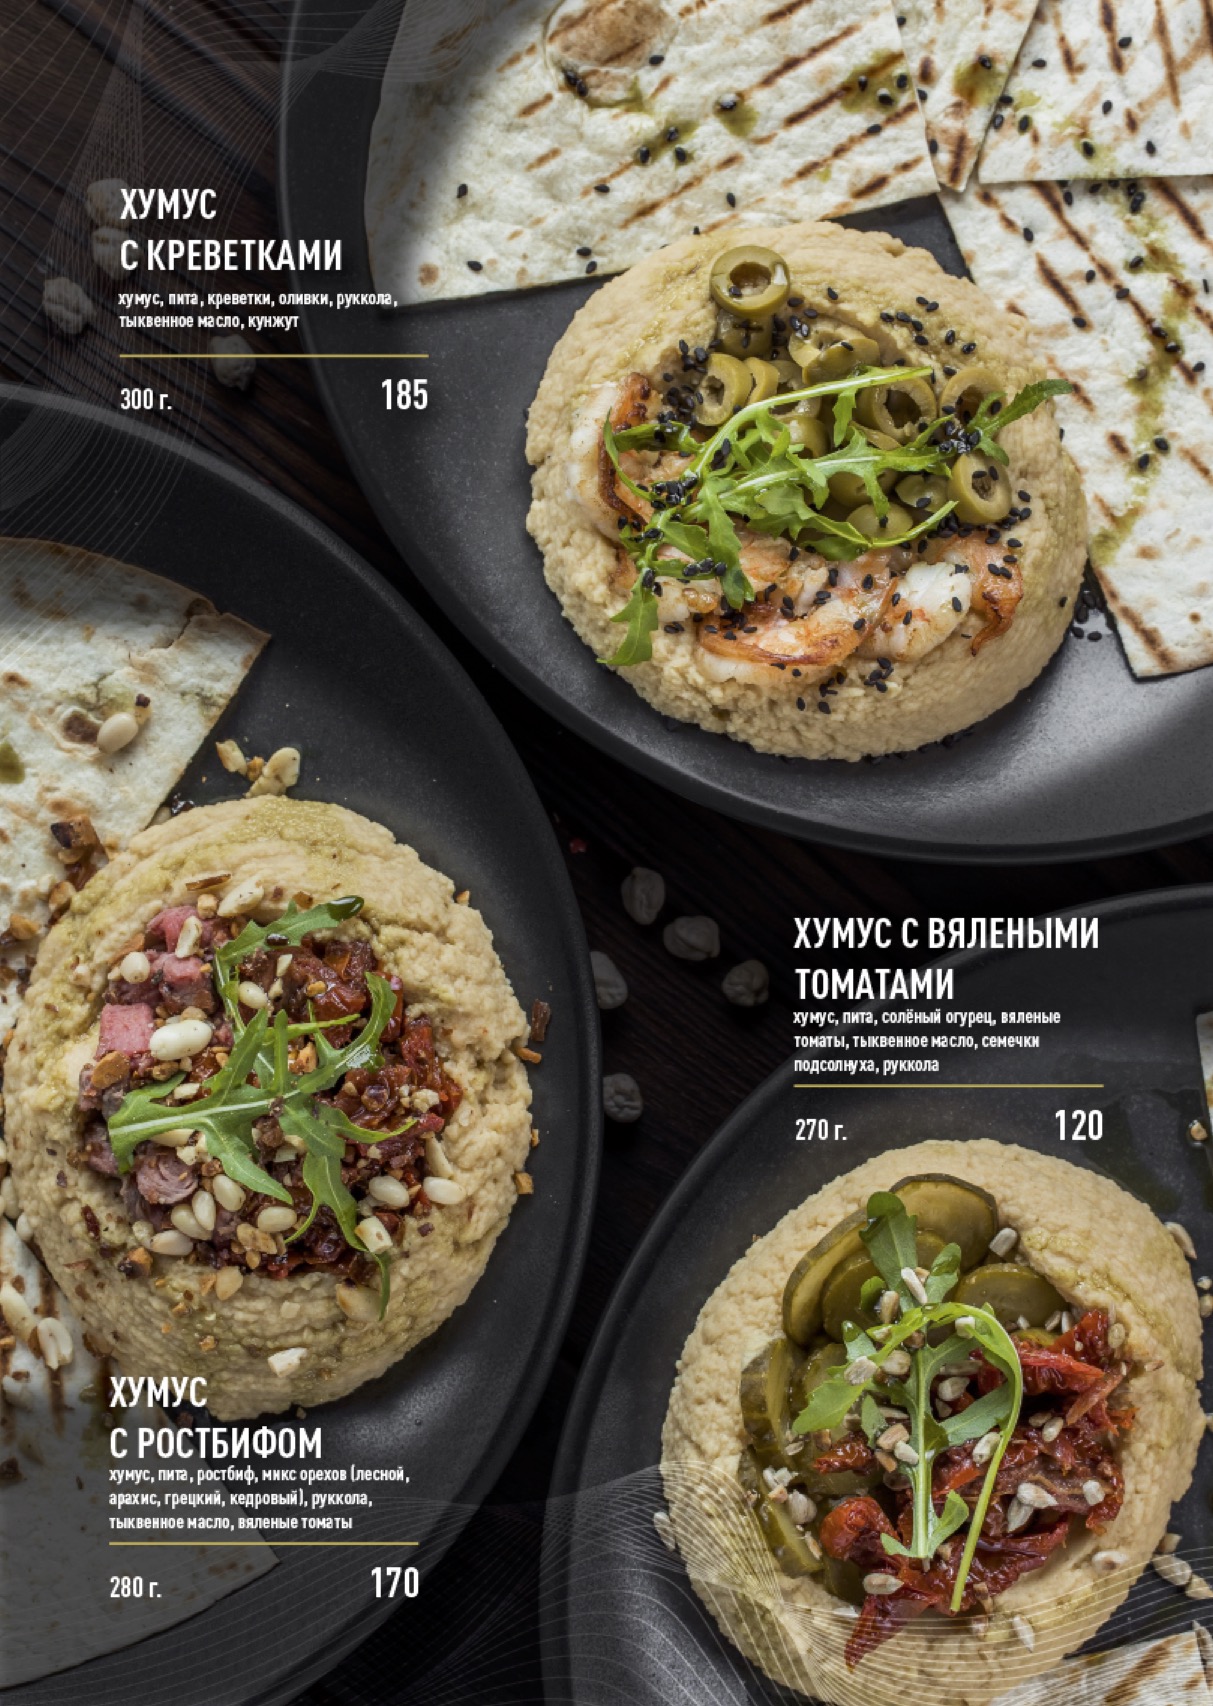 ХУМУС
С КРЕВЕТКАМИ
хумус, пита, креветки, оливки, руккола,
тыквенное масло, кунжут
300 г. 185
ХУМУС С ВЯЛЕНЫМИ
ТОМАТАМИ
хумус, пита, солёный огурец, вяленые
томаты, тыквенное масло, семечки
подсолнуха, руккола
270 г. 120
ХУМУС
С РОСТБИФОМ
хумус, пита, ростбиф, микс орехов (лесной,
арахис, грецкий, кедровый), руккола,
тыквенное масло, вяленые томаты
280 г. 170